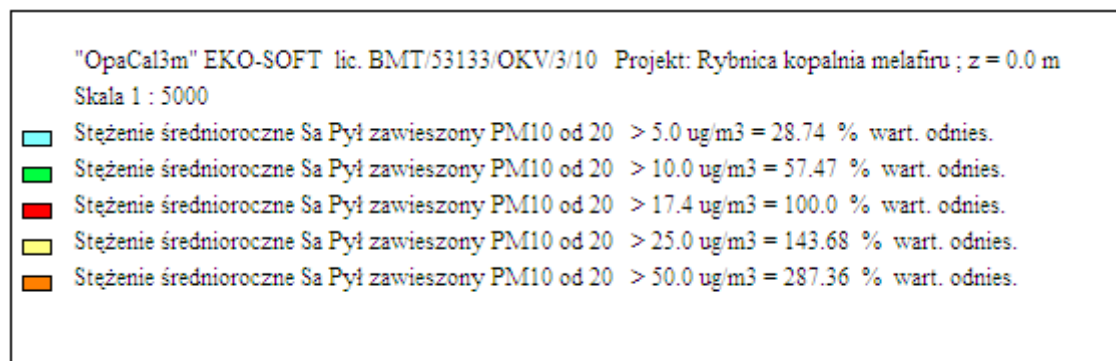 "OpaCal3m" EKO-SOFT lic. BMT/53133/OKV/3/10 Projekt: Rybnica kopalnia melafiru ; z = 0.0 m
Skala 1 : 5000
Stężenie średnioroczne Sa Pył zawieszony PM10 od 20 > 5.0 ug/m3 = 28.74 % wart. odnies.
Stężenie średnioroczne Sa Pył zawieszony PM10 od 20 > 10.0 ug/m3 = 57.47 % wart. odnies.
Stężenie średnioroczne Sa Pył zawieszony PM10 od 20 > 17.4 ug/m3 = 100.0 % wart. odnies.
Stężenie średnioroczne Sa Pył zawieszony PM10 od 20 > 25.0 ug/m3 = 143.68 % wart. odnies.
Stężenie średnioroczne Sa Pył zawieszony PM10 od 20 > 50.0 ug/m3 = 287.36 % wart. odnies.